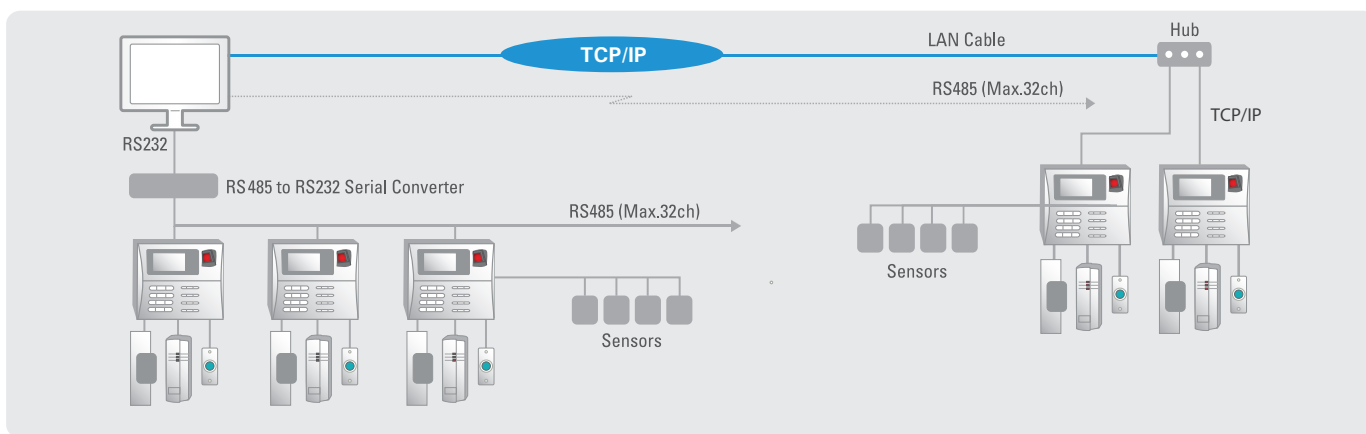 Hub
LAN Cable
TCP/IP
RS485 (Max.32ch)
TCP/IP
RS232
RS485 to RS232 Serial Converter
RS485 (Max.32ch)
Sensors
Sensors